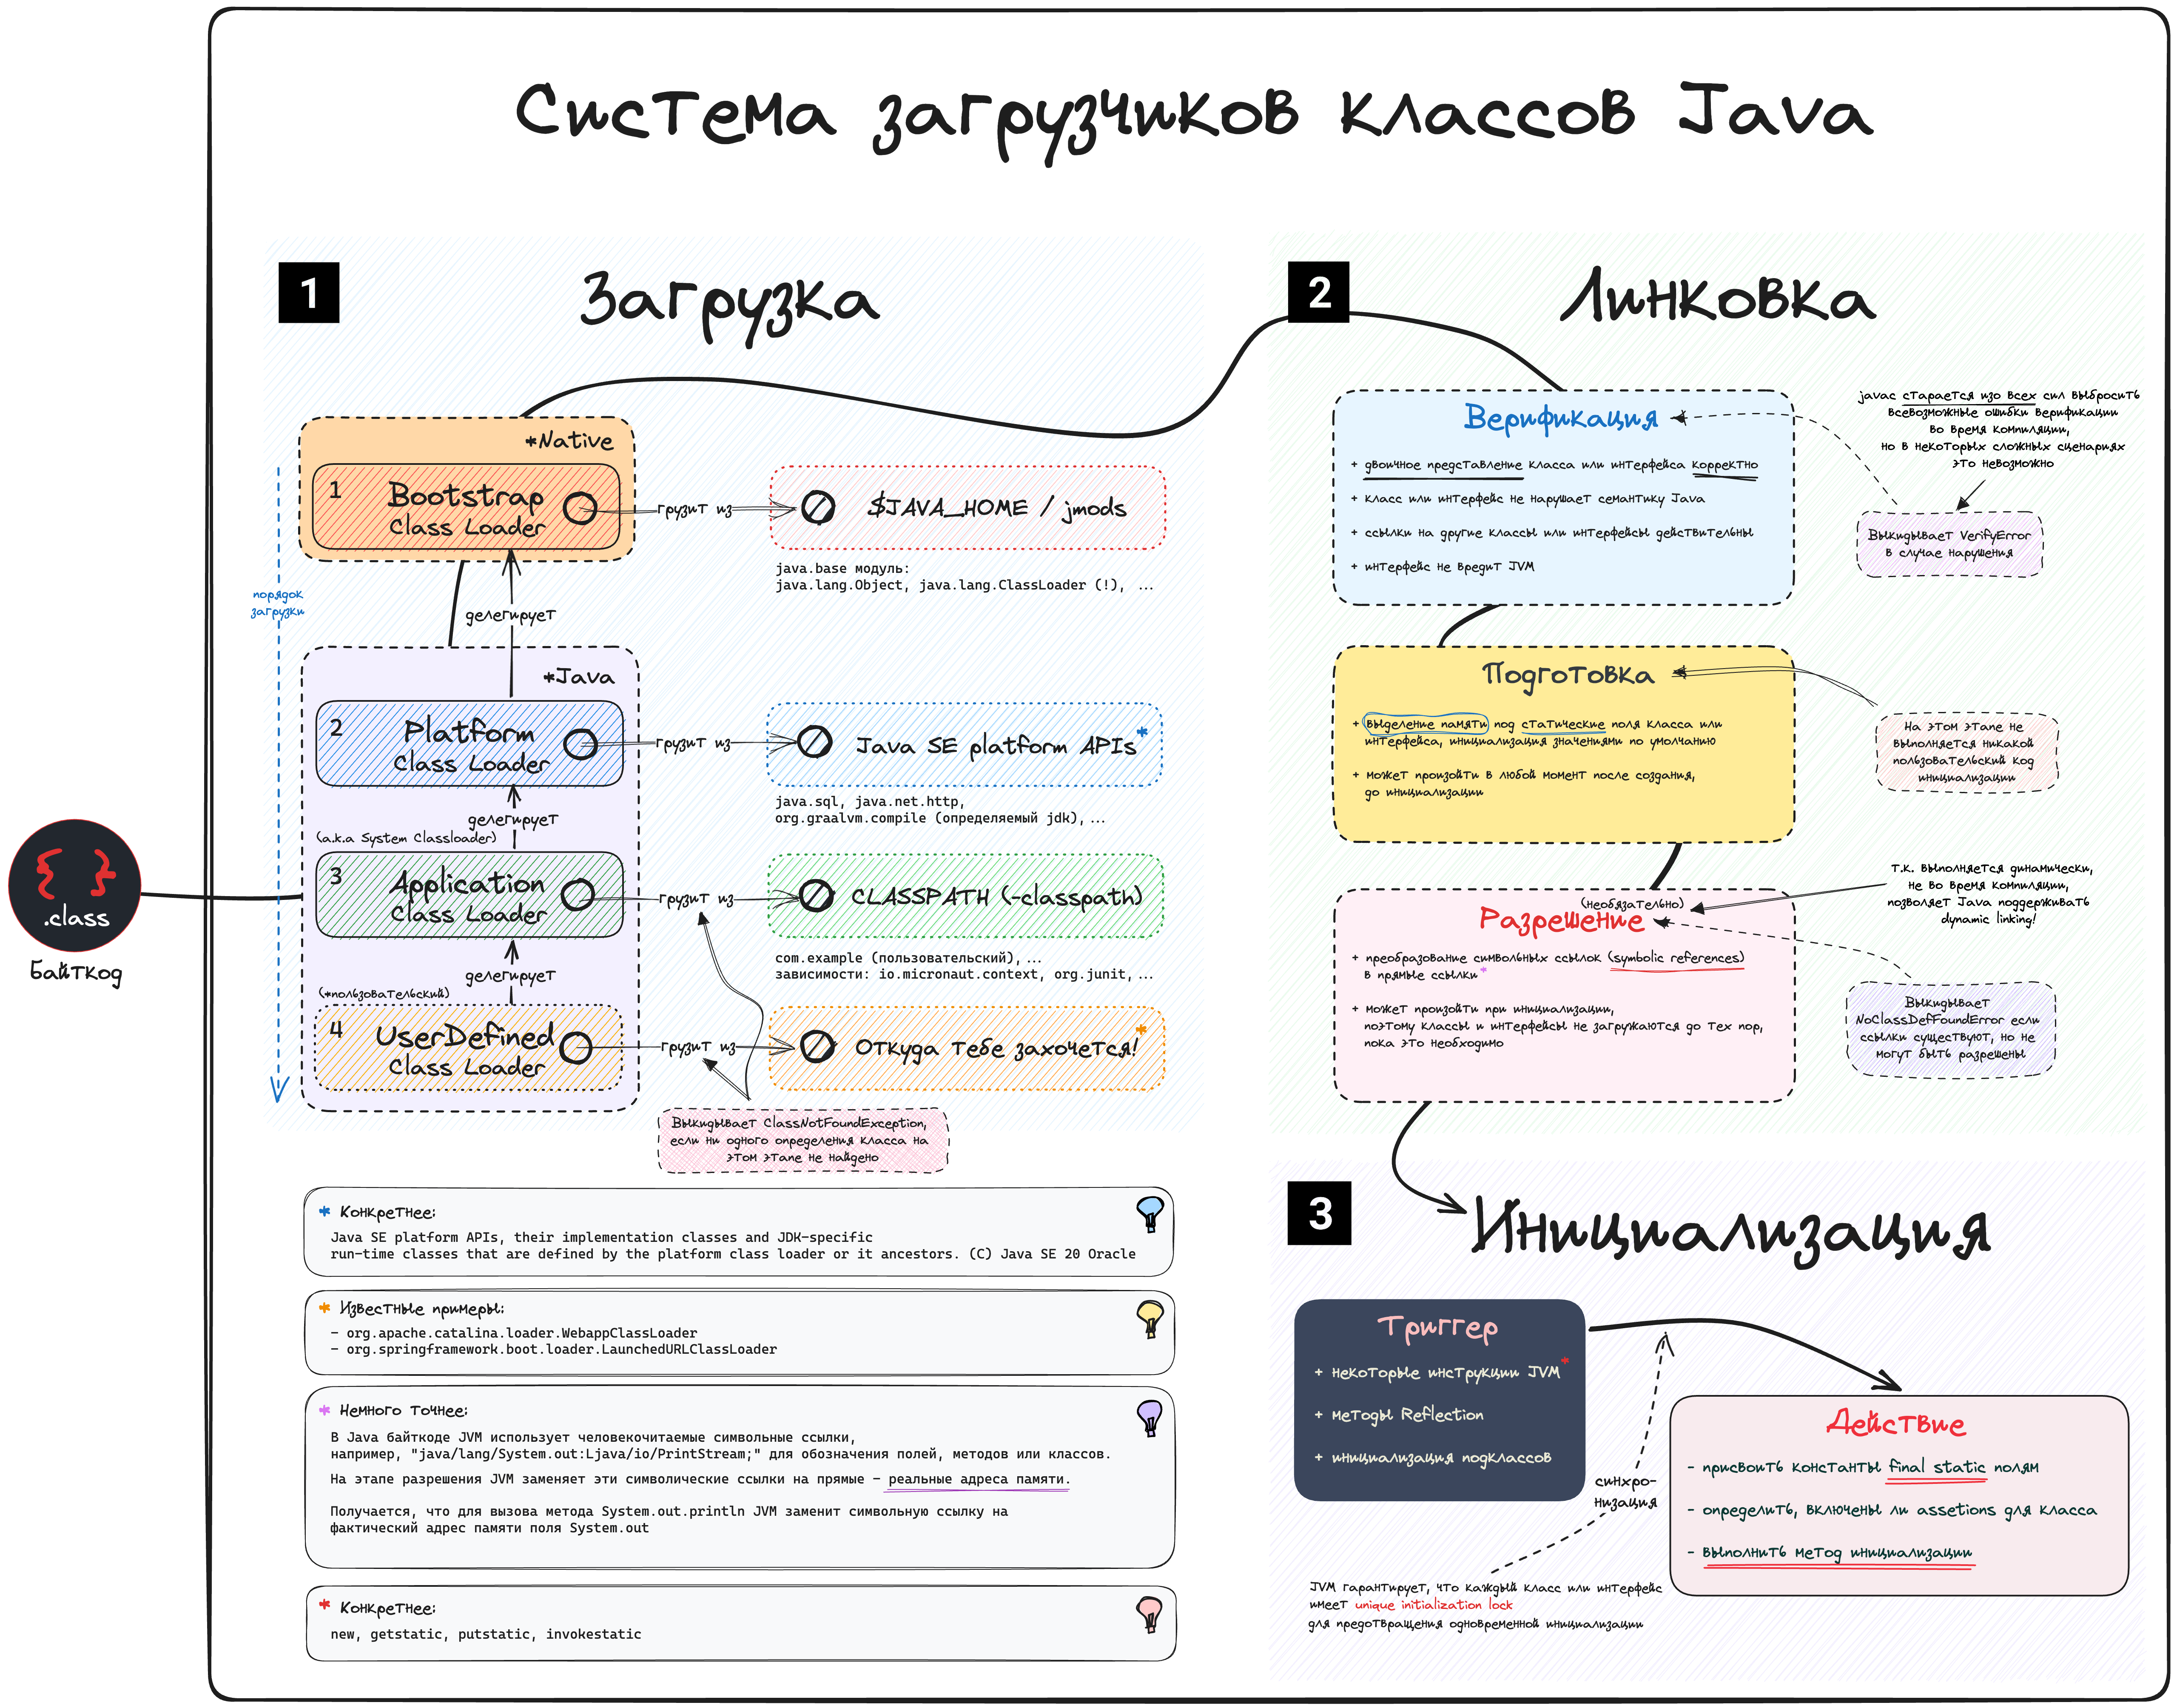 Система загрузчиков классов Java
{ }
.class
Байткод
1
Загрузка
порядок
загрузки
*Native
1
Bootstrap
Class Loader
грузит из
$JAVA_HOME / jmods
java.base модуль:
java.lang.Object, java.lang.ClassLoader (!), ...
делегирует
*Java
2
Platform
Class Loader
грузит из
Java SE platform APIs*
java.sql, java.net.http,
org.graalvm.compile (определяемый jdk), ...
делегирует
(a.k.a System Classloader)
3
Application
Class Loader
грузит из
CLASSPATH (-classpath)
com.example (пользовательский), ...
зависимости: io.micronaut.context, org.junit, ...
делегирует
(*пользовательский)
4
UserDefined
Class Loader
грузит из
Откуда тебе захочется!*
Выкидывает ClassNotFoundException,
если ни одного определения класса на
этом этапе не найдено
* Конкретнее:
Java SE platform APIs, their implementation classes and JDK-specific
run-time classes that are defined by the platform class loader or it ancestors. (C) Java SE 20 Oracle
* Известные примеры:
- org.apache.catalina.loader.WebappClassLoader
- org.springframework.boot.loader.LaunchedURLClassLoader
* Немного точнее:
В Java байткоде JVM использует человекочитаемые символьные ссылки,
например, "java/lang/System.out:Ljava/io/PrintStream;" для обозначения полей, методов или классов.
На этапе разрешения JVM заменяет эти символические ссылки на прямые - реальные адреса памяти.
Получается, что для вызова метода System.out.println JVM заменит символьную ссылку на
фактический адрес памяти поля System.out
* Конкретнее:
new, getstatic, putstatic, invokestatic
2
Линковка
Верификация
+ двоичное представление класса или интерфейса корректно
+ класс или интерфейс не нарушает семантику Java
+ ссылки на другие классы или интерфейсы действительны
+ интерфейс не вредит JVM
javac старается изо всех сил выбросить
всевозможные ошибки верификации
во время компиляции,
но в некоторых сложных сценариях
это невозможно
Выкидывает VerifyError
в случае нарушения
Подготовка
+ выделение памяти под статические поля класса или
интерфейса, инициализация значениями по умолчанию
+ может произойти в любой момент после создания,
до инициализации
На этом этапе не
выполняется никакой
пользовательский код
инициализации
(необязательно)
Разрешение
+ преобразование символьных ссылок (symbolic references)
в прямые ссылки*
+ может произойти при инициализации,
поэтому классы и интерфейсы не загружаются до тех пор,
пока это необходимо
т.к. выполняется динамически,
не во время компиляции,
позволяет Java поддерживать
dynamic linking!
Выкидывает
NoClassDefFoundError если
ссылки существуют, но не
могут быть разрешены
3
Инициализация
Триггер
+ некоторые инструкции JVM*
+ методы Reflection
+ инициализация подклассов
синхро-
низация
JVM гарантирует, что каждый класс или интерфейс
имеет unique initialization lock
для предотвращения одновременной инициализации
Действие
- присвоить константы final static полям
- определить, включены ли assetions для класса
- выполнить метод инициализации